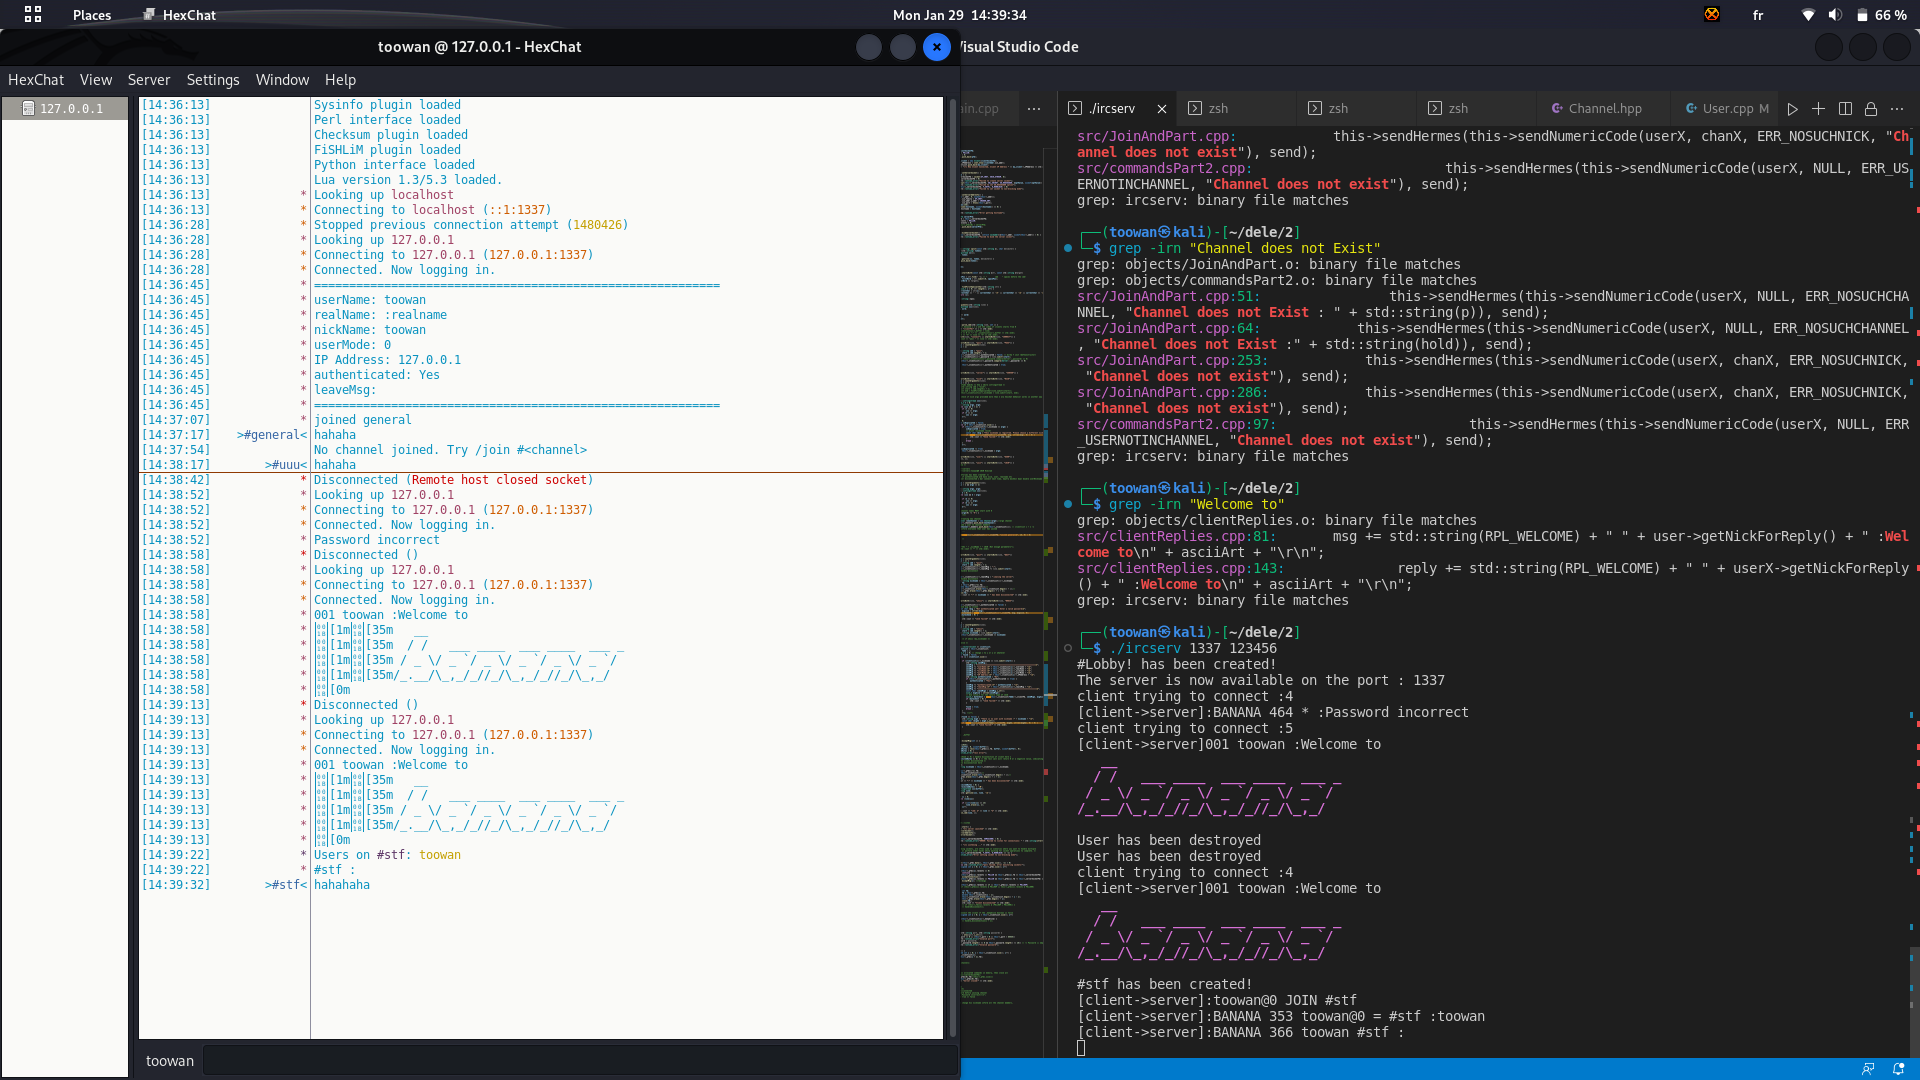 Places
HexChat
Mon Jan 29  14:39:34
fr
66 %
toowan @ 127.0.0.1 - HexChat
Visual Studio Code
HexChat View Server Settings Window Help
127.0.0.1
[14:36:13] Sysinfo plugin loaded
[14:36:13] Perl interface loaded
[14:36:13] Checksum plugin loaded
[14:36:13] FiSHLiM plugin loaded
[14:36:13] Python interface loaded
[14:36:13] Lua version 1.3/5.3 loaded.
[14:36:13] * Looking up localhost
[14:36:13] * Connecting to localhost (::1:1337)
[14:36:28] * Stopped previous connection attempt (1480426)
[14:36:28] * Looking up 127.0.0.1
[14:36:28] * Connecting to 127.0.0.1 (127.0.0.1:1337)
[14:36:28] * Connected. Now logging in.
[14:36:45] * ==========================================================
[14:36:45] * userName: toowan
[14:36:45] * realName: :realname
[14:36:45] * nickName: toowan
[14:36:45] * userMode: 0
[14:36:45] * IP Address: 127.0.0.1
[14:36:45] * authenticated: Yes
[14:36:45] * leaveMsg:
[14:36:45] * ==========================================================
[14:37:07] * joined general
[14:37:17] >#general< hahaha
[14:37:54] No channel joined. Try /join #<channel>
[14:38:17] >#uuu< hahaha
[14:38:42] * Disconnected (Remote host closed socket)
[14:38:52] * Looking up 127.0.0.1
[14:38:52] * Connecting to 127.0.0.1 (127.0.0.1:1337)
[14:38:52] * Connected. Now logging in.
[14:38:52] * Password incorrect
[14:38:58] * Disconnected ()
[14:38:58] * Looking up 127.0.0.1
[14:38:58] * Connecting to 127.0.0.1 (127.0.0.1:1337)
[14:38:58] * Connected. Now logging in.
[14:38:58] * 001 toowan :Welcome to
[14:38:58] * [1m[35m   __
[14:38:58] * [1m[35m  / /   ___ ____  ___ ____  ___ _
[14:38:58] * [1m[35m / _ \/ _ `/ _ \/ _ `/ _ \/ _ `/
[14:38:58] * [1m[35m/_.__/\_,_/_//_/\_,_/_//_/\_,_/
[14:38:58] * [0m
[14:39:13] * Disconnected ()
[14:39:13] * Looking up 127.0.0.1
[14:39:13] * Connecting to 127.0.0.1 (127.0.0.1:1337)
[14:39:13] * Connected. Now logging in.
[14:39:13] * 001 toowan :Welcome to
[14:39:13] * [1m[35m   __
[14:39:13] * [1m[35m  / /   ___ ____  ___ ____  ___ _
[14:39:13] * [1m[35m / _ \/ _ `/ _ \/ _ `/ _ \/ _ `/
[14:39:13] * [1m[35m/_.__/\_,_/_//_/\_,_/_//_/\_,_/
[14:39:13] * [0m
[14:39:22] * Users on #stf: toowan
[14:39:22] * #stf :
[14:39:32] >#stf< hahahaha
toowan
ain.cpp
./ircserv
zsh
zsh
zsh
Channel.hpp
User.cpp M
src/JoinAndPart.cpp:            this->sendHermes(this->sendNumericCode(userX, chanX, ERR_NOSUCHNICK, "Ch
annel does not exist"), send);
src/commandsPart2.cpp:                        this->sendHermes(this->sendNumericCode(userX, NULL, ERR_US
ERNOTINCHANNEL, "Channel does not exist"), send);
grep: ircserv: binary file matches
┌──(toowan㉿kali)-[~/dele/2]
└─$ grep -irn "Channel does not Exist"
grep: objects/JoinAndPart.o: binary file matches
grep: objects/commandsPart2.o: binary file matches
src/JoinAndPart.cpp:51:                this->sendHermes(this->sendNumericCode(userX, NULL, ERR_NOSUCHCHA
NNEL, "Channel does not Exist : " + std::string(p)), send);
src/JoinAndPart.cpp:64:            this->sendHermes(this->sendNumericCode(userX, NULL, ERR_NOSUCHCHANNEL
, "Channel does not Exist :" + std::string(hold)), send);
src/JoinAndPart.cpp:253:            this->sendHermes(this->sendNumericCode(userX, chanX, ERR_NOSUCHNICK,
 "Channel does not exist"), send);
src/JoinAndPart.cpp:286:            this->sendHermes(this->sendNumericCode(userX, chanX, ERR_NOSUCHNICK,
 "Channel does not exist"), send);
src/commandsPart2.cpp:97:                        this->sendHermes(this->sendNumericCode(userX, NULL, ERR
_USERNOTINCHANNEL, "Channel does not exist"), send);
grep: ircserv: binary file matches
┌──(toowan㉿kali)-[~/dele/2]
└─$ grep -irn "Welcome to"
grep: objects/clientReplies.o: binary file matches
src/clientReplies.cpp:81:       msg += std::string(RPL_WELCOME) + " " + user->getNickForReply() + " :Wel
come to\n" + asciiArt + "\r\n";
src/clientReplies.cpp:143:              reply += std::string(RPL_WELCOME) + " " + userX->getNickForReply
() + " :Welcome to\n" + asciiArt + "\r\n";
grep: ircserv: binary file matches
┌──(toowan㉿kali)-[~/dele/2]
└─$ ./ircserv 1337 123456
#Lobby! has been created!
The server is now available on the port : 1337
client trying to connect :4
[client->server]:BANANA 464 * :Password incorrect
client trying to connect :5
[client->server]001 toowan :Welcome to
   __
  / /   ___ ____  ___ ____  ___ _
 / _ \/ _ `/ _ \/ _ `/ _ \/ _ `/
/_.__/\_,_/_//_/\_,_/_//_/\_,_/
User has been destroyed
User has been destroyed
client trying to connect :4
[client->server]001 toowan :Welcome to
   __
  / /   ___ ____  ___ ____  ___ _
 / _ \/ _ `/ _ \/ _ `/ _ \/ _ `/
/_.__/\_,_/_//_/\_,_/_//_/\_,_/
#stf has been created!
[client->server]:toowan@0 JOIN #stf
[client->server]:BANANA 353 toowan@0 = #stf :toowan
[client->server]:BANANA 366 toowan #stf :